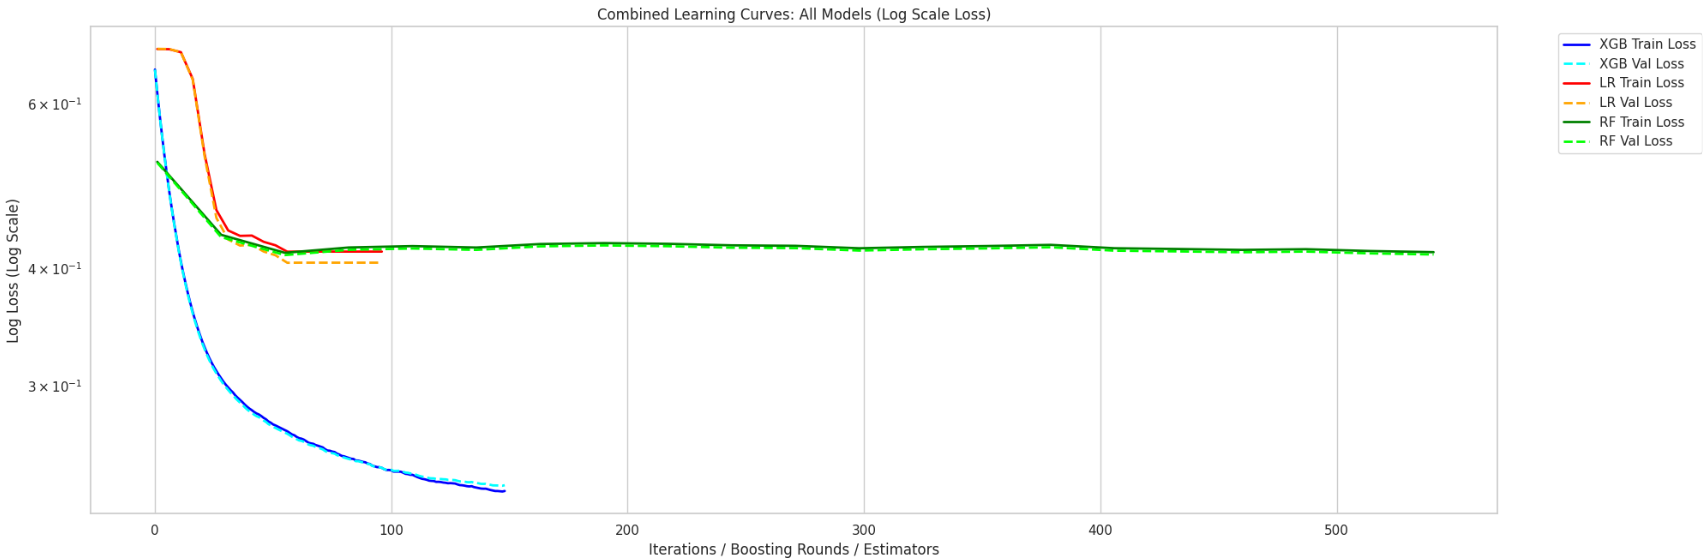 Combined Learning Curves: All Models (Log Scale Loss)
XGB Train Loss
XGB Val Loss
LR Train Loss
LR Val Loss
RF Train Loss
RF Val Loss
Log Loss (Log Scale)
6 × 10⁻¹
4 × 10⁻¹
3 × 10⁻¹
0 100 200 300 400 500
Iterations / Boosting Rounds / Estimators